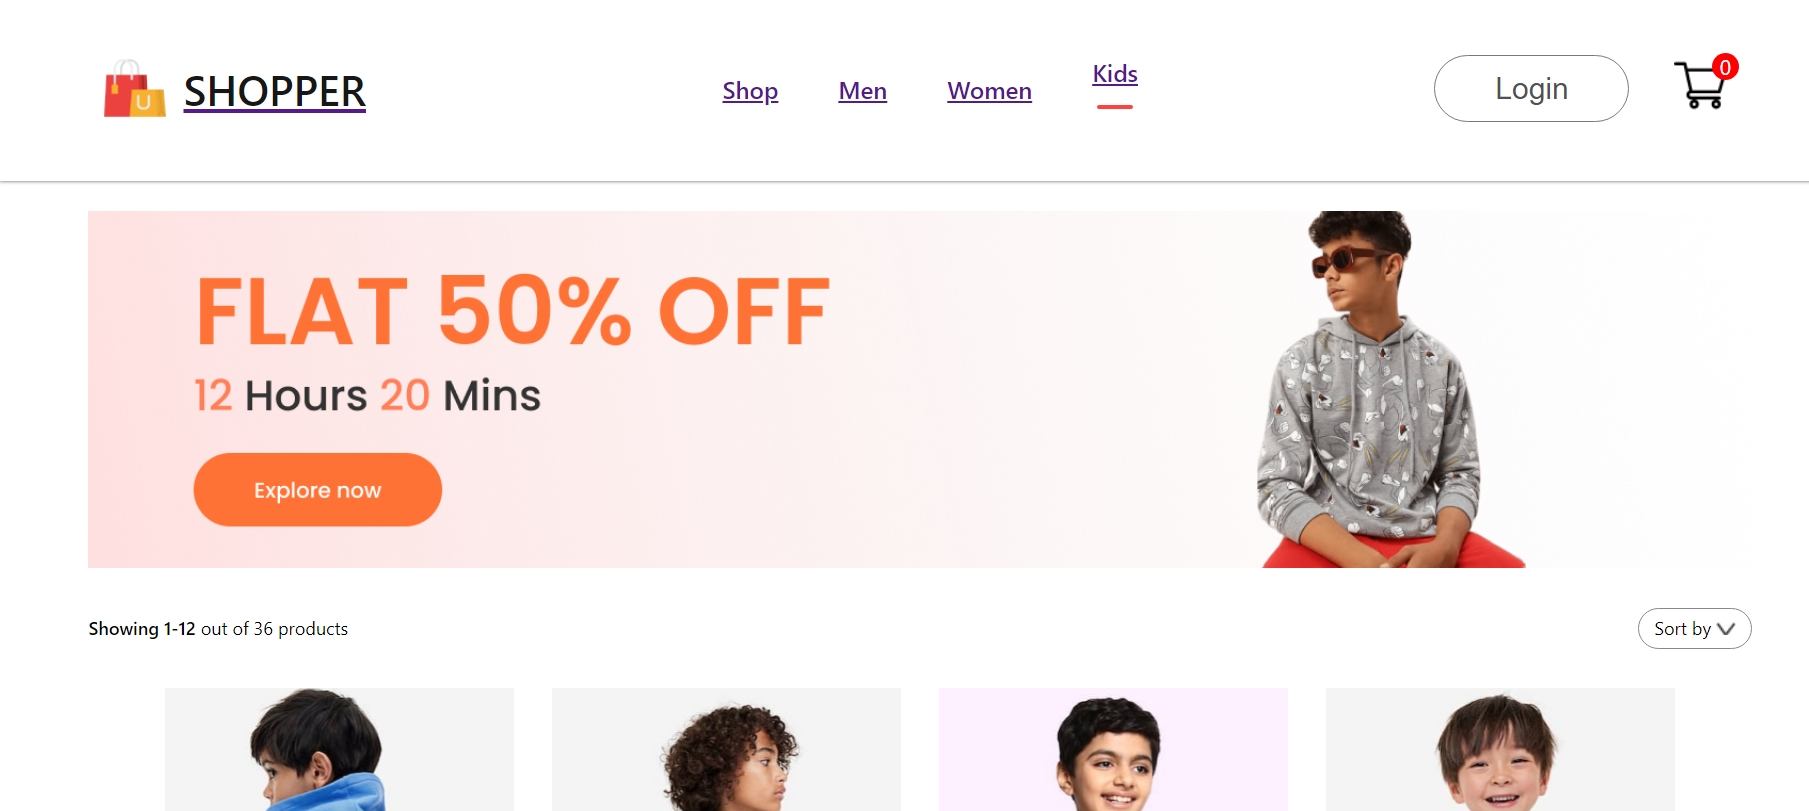 U
SHOPPER
Shop
Men
Women
Kids
Login
0
FLAT 50% OFF
12 Hours 20 Mins
Explore now
Showing 1-12 out of 36 products
Sort by